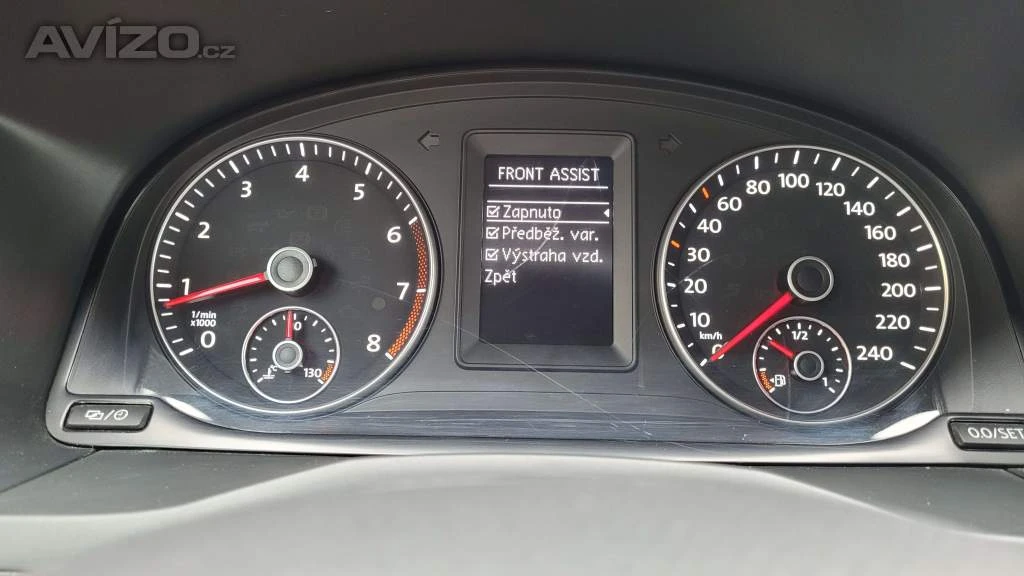 AVÍZO.cz
FRONT ASSIST
Zapnuto
Předběž. var.
Výstraha vzd.
Zpět
0 1 2 3 4 5 6 7 8
1/min
x1000
90
°C
130
0 10 20 30 40 60 80 100 120 140 160 180 200 220 240
km/h
1/2
1
/
0.0/SET